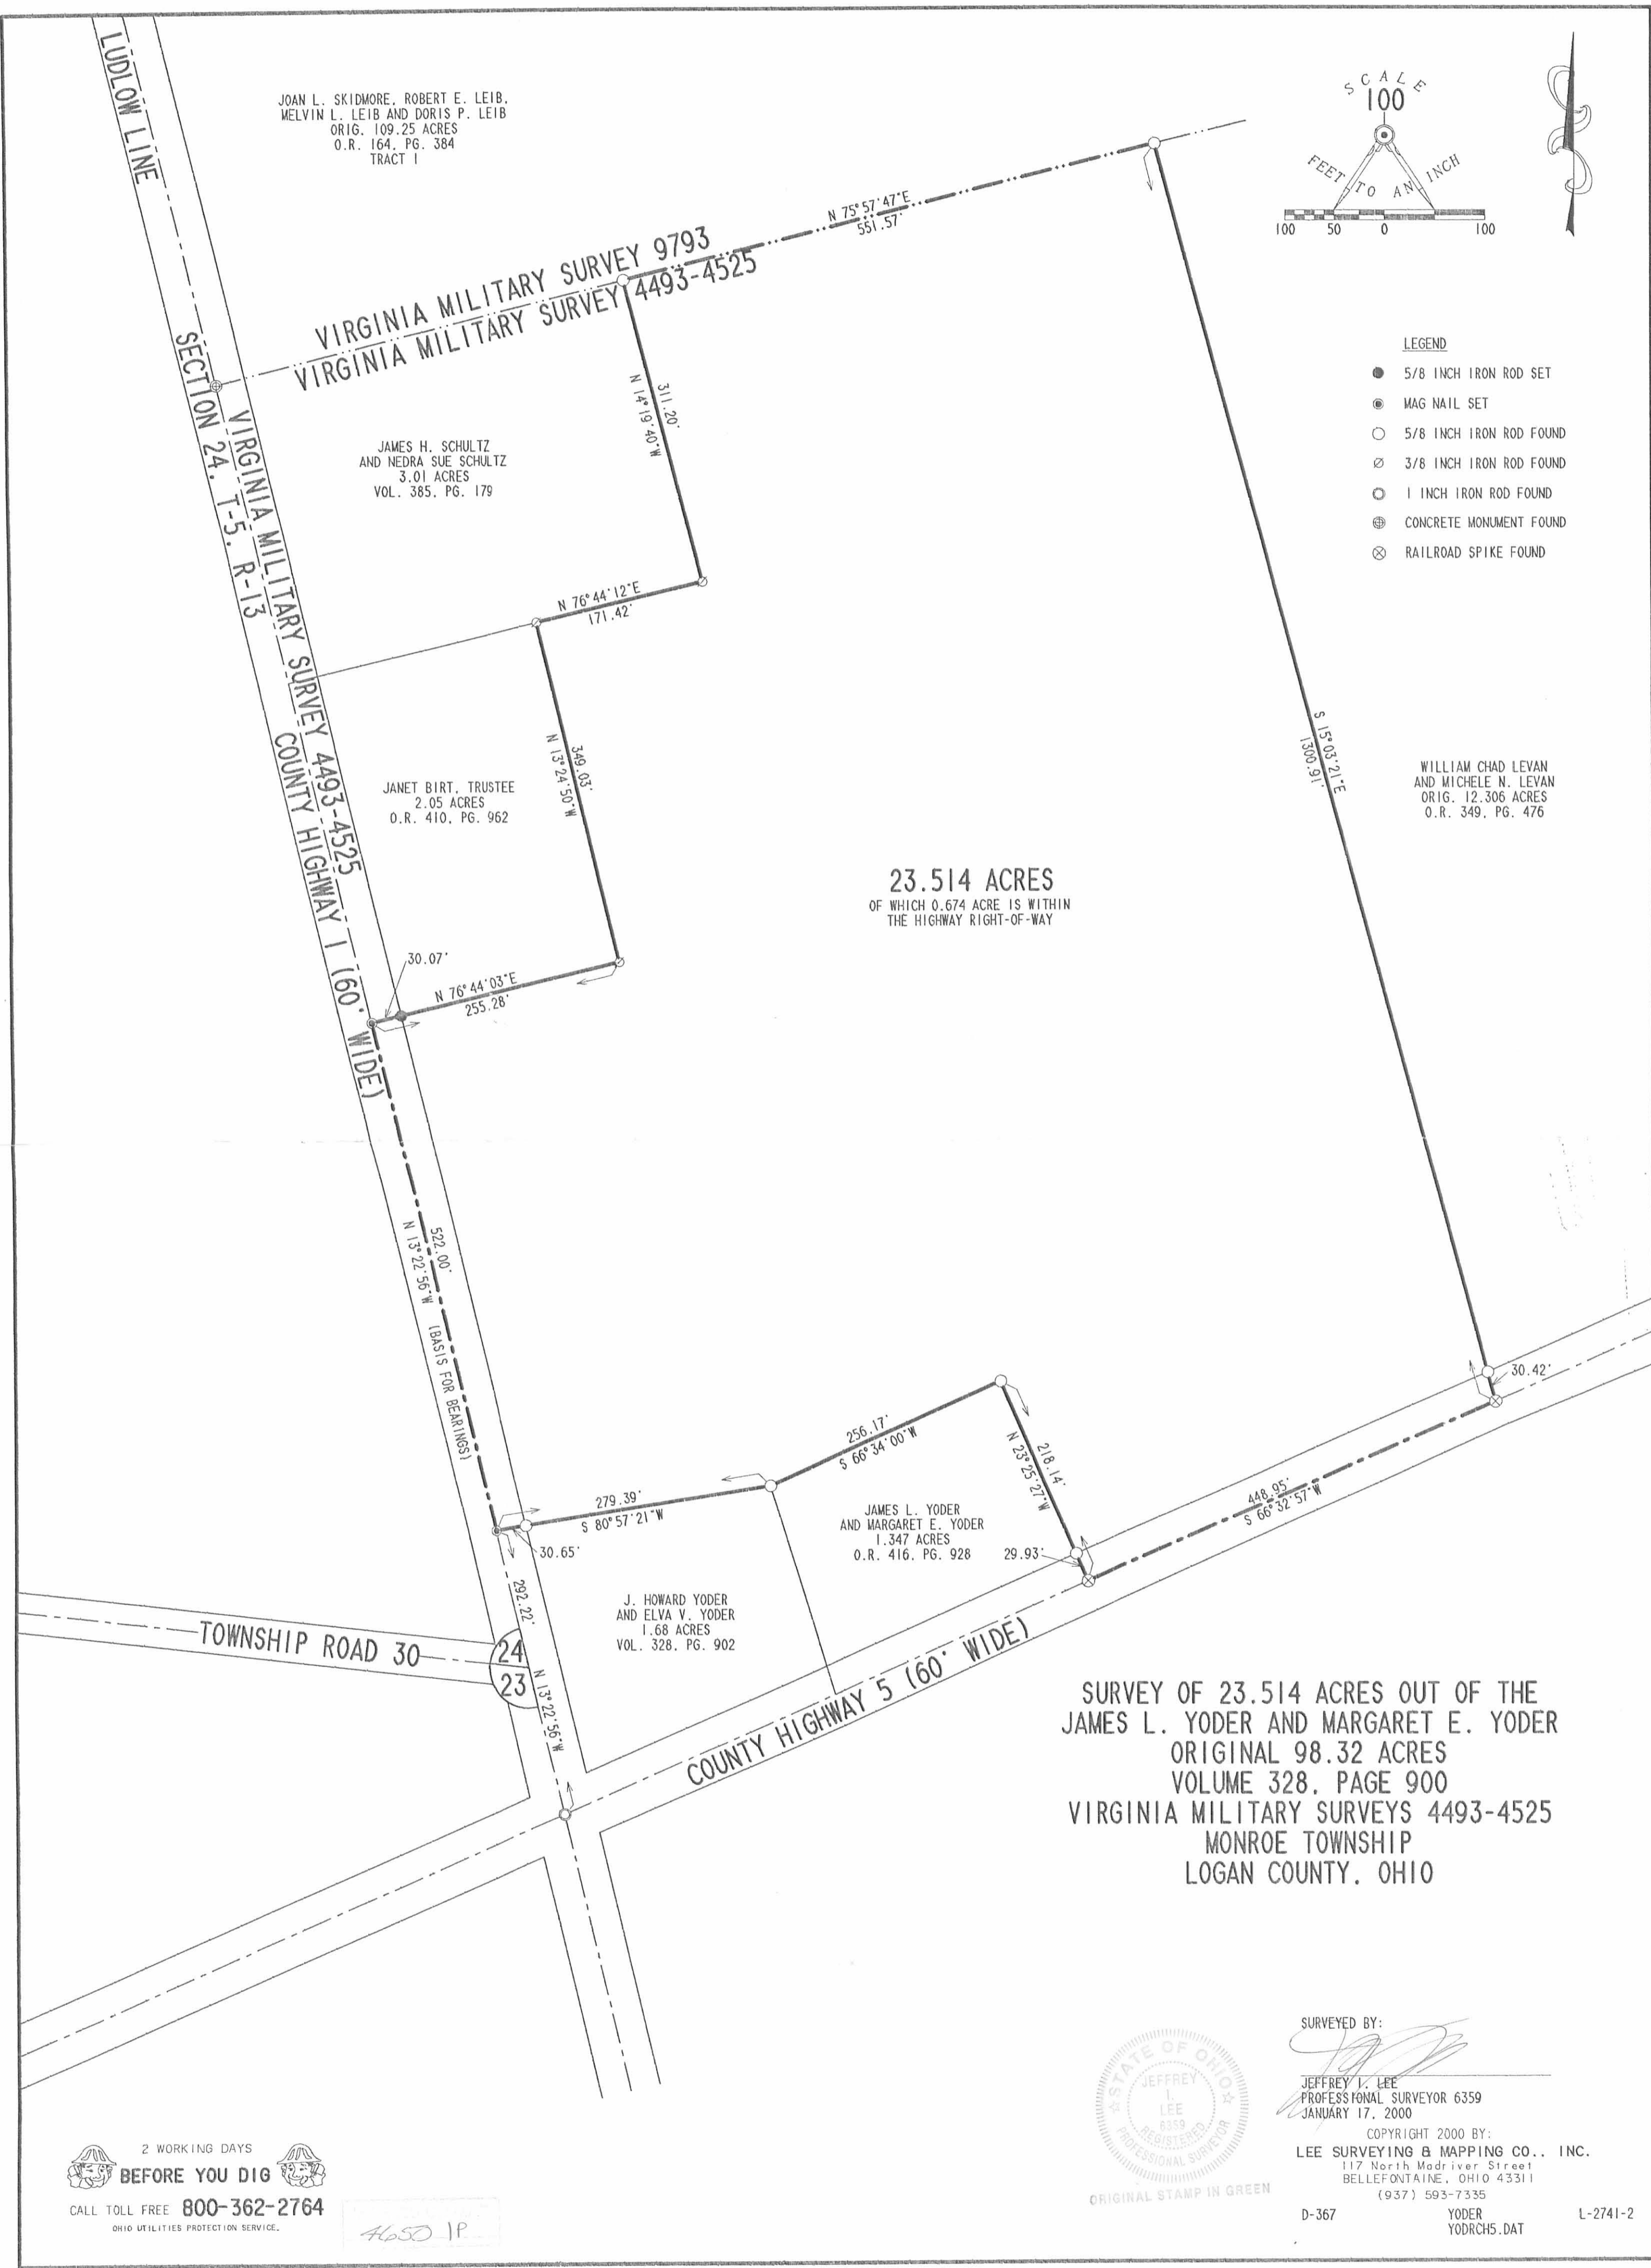 LUDLOW LINE
JOAN L. SKIDMORE, ROBERT E. LEIB,
MELVIN L. LEIB AND DORIS P. LEIB
ORIG. 109.25 ACRES
O.R. 164, PG. 384
TRACT 1
SCALE
100
FEET TO AN INCH
100 50 0 100
N 75°57'47"E
551.57'
VIRGINIA MILITARY SURVEY 9793
VIRGINIA MILITARY SURVEY 4493-4525
SECTION 24, T-5, R-13
VIRGINIA MILITARY SURVEY 4493-4525
COUNTY HIGHWAY 1 (60' WIDE)
LEGEND
5/8 INCH IRON ROD SET
MAG NAIL SET
5/8 INCH IRON ROD FOUND
3/8 INCH IRON ROD FOUND
1 INCH IRON ROD FOUND
CONCRETE MONUMENT FOUND
RAILROAD SPIKE FOUND
311.20'
N 14°19'40"W
JAMES H. SCHULTZ
AND NEDRA SUE SCHULTZ
3.01 ACRES
VOL. 385, PG. 179
N 76°44'12"E
171.42'
349.03'
N 13°24'50"W
JANET BIRT, TRUSTEE
2.05 ACRES
O.R. 410, PG. 962
S 15°03'21"E
1300.91'
WILLIAM CHAD LEVAN
AND MICHELE N. LEVAN
ORIG. 12.306 ACRES
O.R. 349, PG. 476
23.514 ACRES
OF WHICH 0.674 ACRE IS WITHIN
THE HIGHWAY RIGHT-OF-WAY
30.07'
N 76°44'03"E
255.28'
522.00'
N 13°22'56"W (BASIS FOR BEARINGS)
30.42'
256.17'
S 66°34'00"W
218.14'
N 23°25'27"W
448.95'
S 66°32'57"W
279.39'
S 80°57'21"W
30.65'
JAMES L. YODER
AND MARGARET E. YODER
1.347 ACRES
O.R. 416, PG. 928
29.93'
292.22'
N 13°22'56"W
J. HOWARD YODER
AND ELVA V. YODER
1.68 ACRES
VOL. 328, PG. 902
TOWNSHIP ROAD 30
24
23
COUNTY HIGHWAY 5 (60' WIDE)
SURVEY OF 23.514 ACRES OUT OF THE
JAMES L. YODER AND MARGARET E. YODER
ORIGINAL 98.32 ACRES
VOLUME 328, PAGE 900
VIRGINIA MILITARY SURVEYS 4493-4525
MONROE TOWNSHIP
LOGAN COUNTY, OHIO
STATE OF OHIO
JEFFREY
I.
LEE
6359
REGISTERED
PROFESSIONAL SURVEYOR
ORIGINAL STAMP IN GREEN
SURVEYED BY:
JEFFREY I. LEE
PROFESSIONAL SURVEYOR 6359
JANUARY 17, 2000
COPYRIGHT 2000 BY:
LEE SURVEYING & MAPPING CO., INC.
117 North Madriver Street
BELLEFONTAINE, OHIO 43311
(937) 593-7335
D-367 YODER L-2741-2
YODRCH5.DAT
2 WORKING DAYS
BEFORE YOU DIG
CALL TOLL FREE 800-362-2764
OHIO UTILITIES PROTECTION SERVICE.
4650 1P